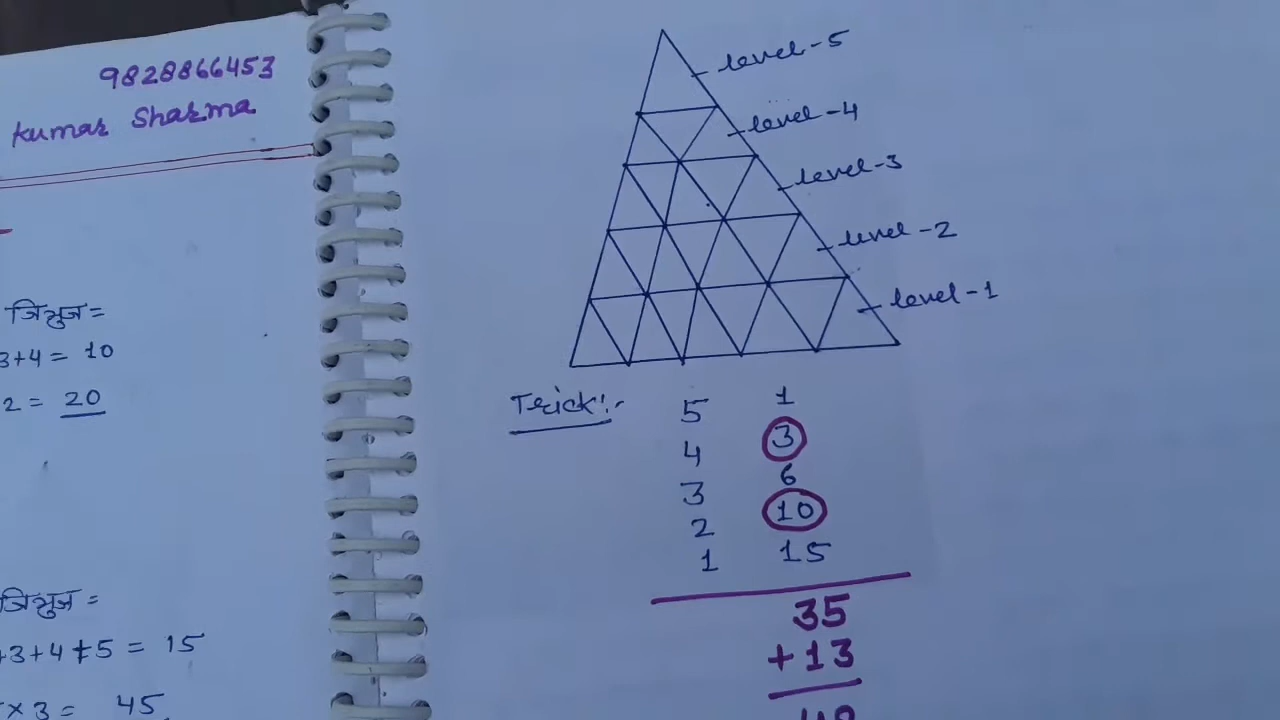 9828866453
Kumar Sharma
त्रिभुज =
3+4 = 10
2 = 20
त्रिभुज =
+3+4+5 = 15
×3 = 45
level-5
level-4
level-3
level-2
level-1
Trick:-
5 1
4 3
3 6
2 10
1 15
35
+13